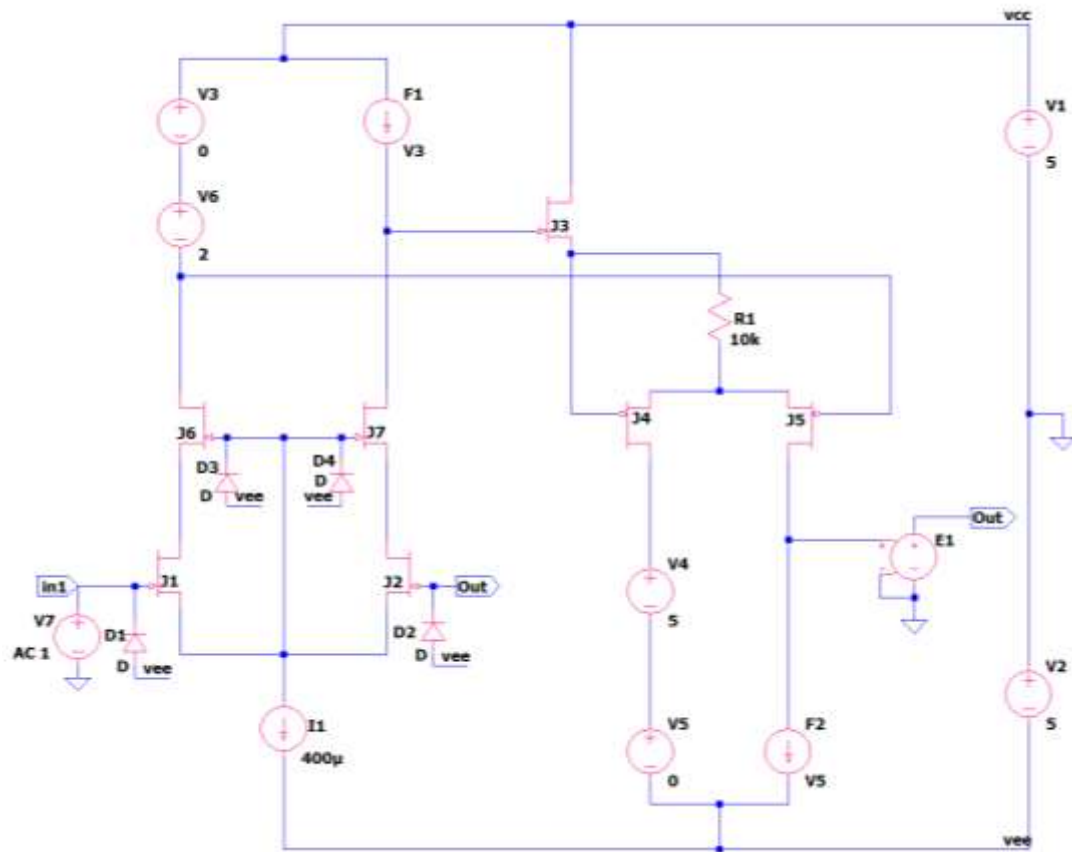 vcc
V3
0
F1
V3
V1
5
V6
2
J3
R1
10k
J6
J7
J4
J5
D3
D
vee
D4
D
vee
Out
E1
in1
J1
J2
Out
V7
AC 1
D1
D
vee
D2
D
vee
V4
5
V2
5
I1
400µ
V5
0
F2
V5
vee